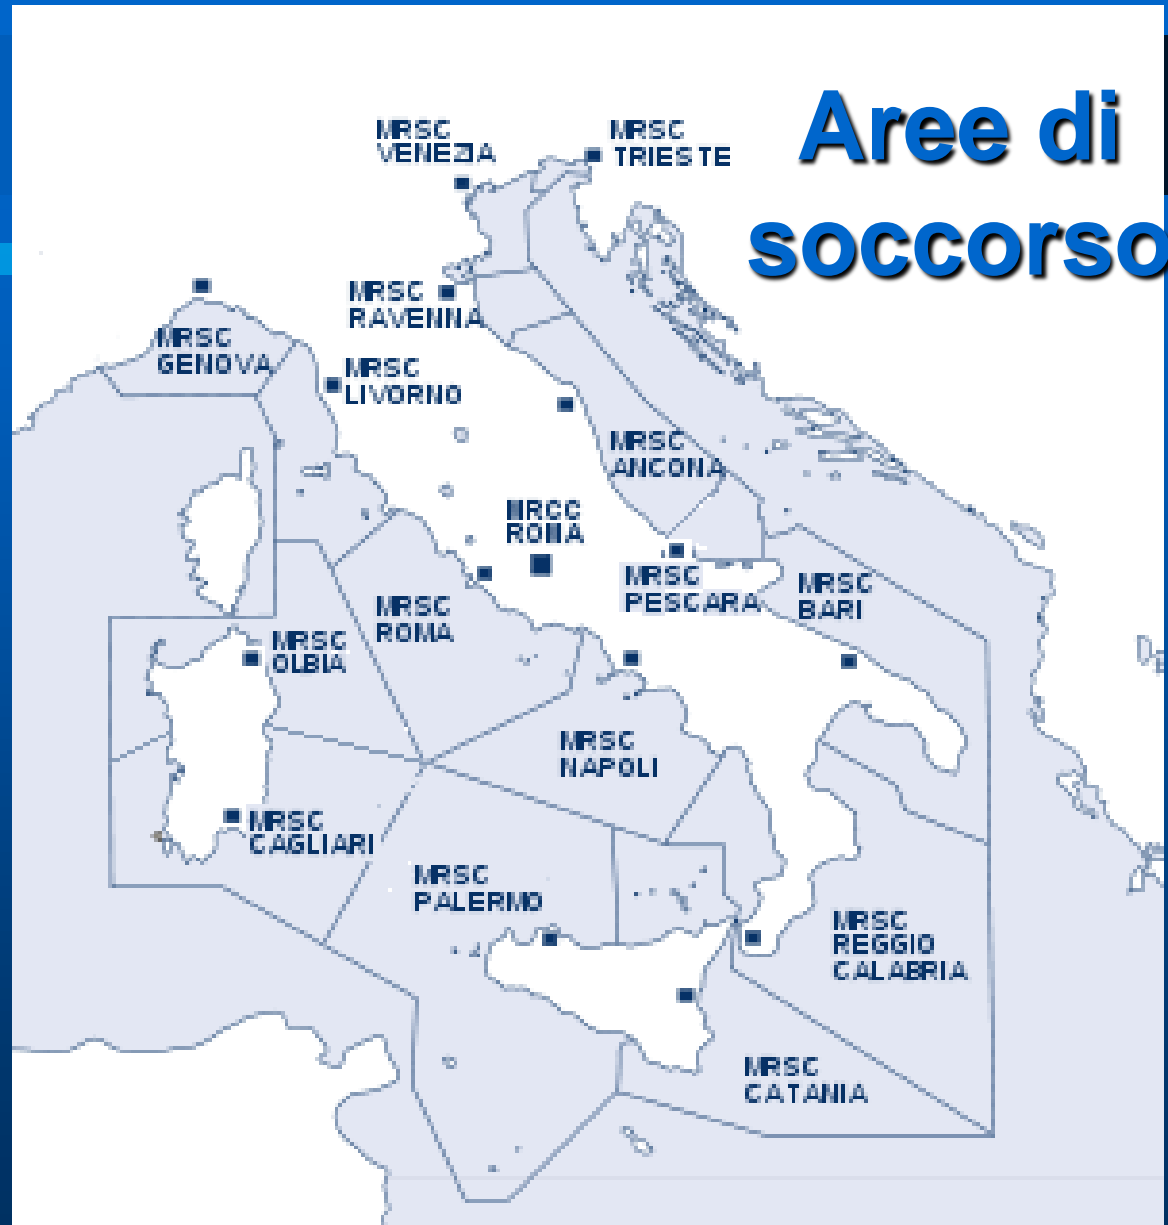 Aree di
soccorso
MRSC
VENEZIA
MRSC
TRIESTE
MRSC
RAVENNA
MRSC
GENOVA
MRSC
LIVORNO
MRSC
ANCONA
MRCC
ROMA
MRSC
PESCARA
MRSC
BARI
MRSC
ROMA
MRSC
OLBIA
MRSC
NAPOLI
MRSC
CAGLIARI
MRSC
PALERMO
MRSC
REGGIO
CALABRIA
MRSC
CATANIA